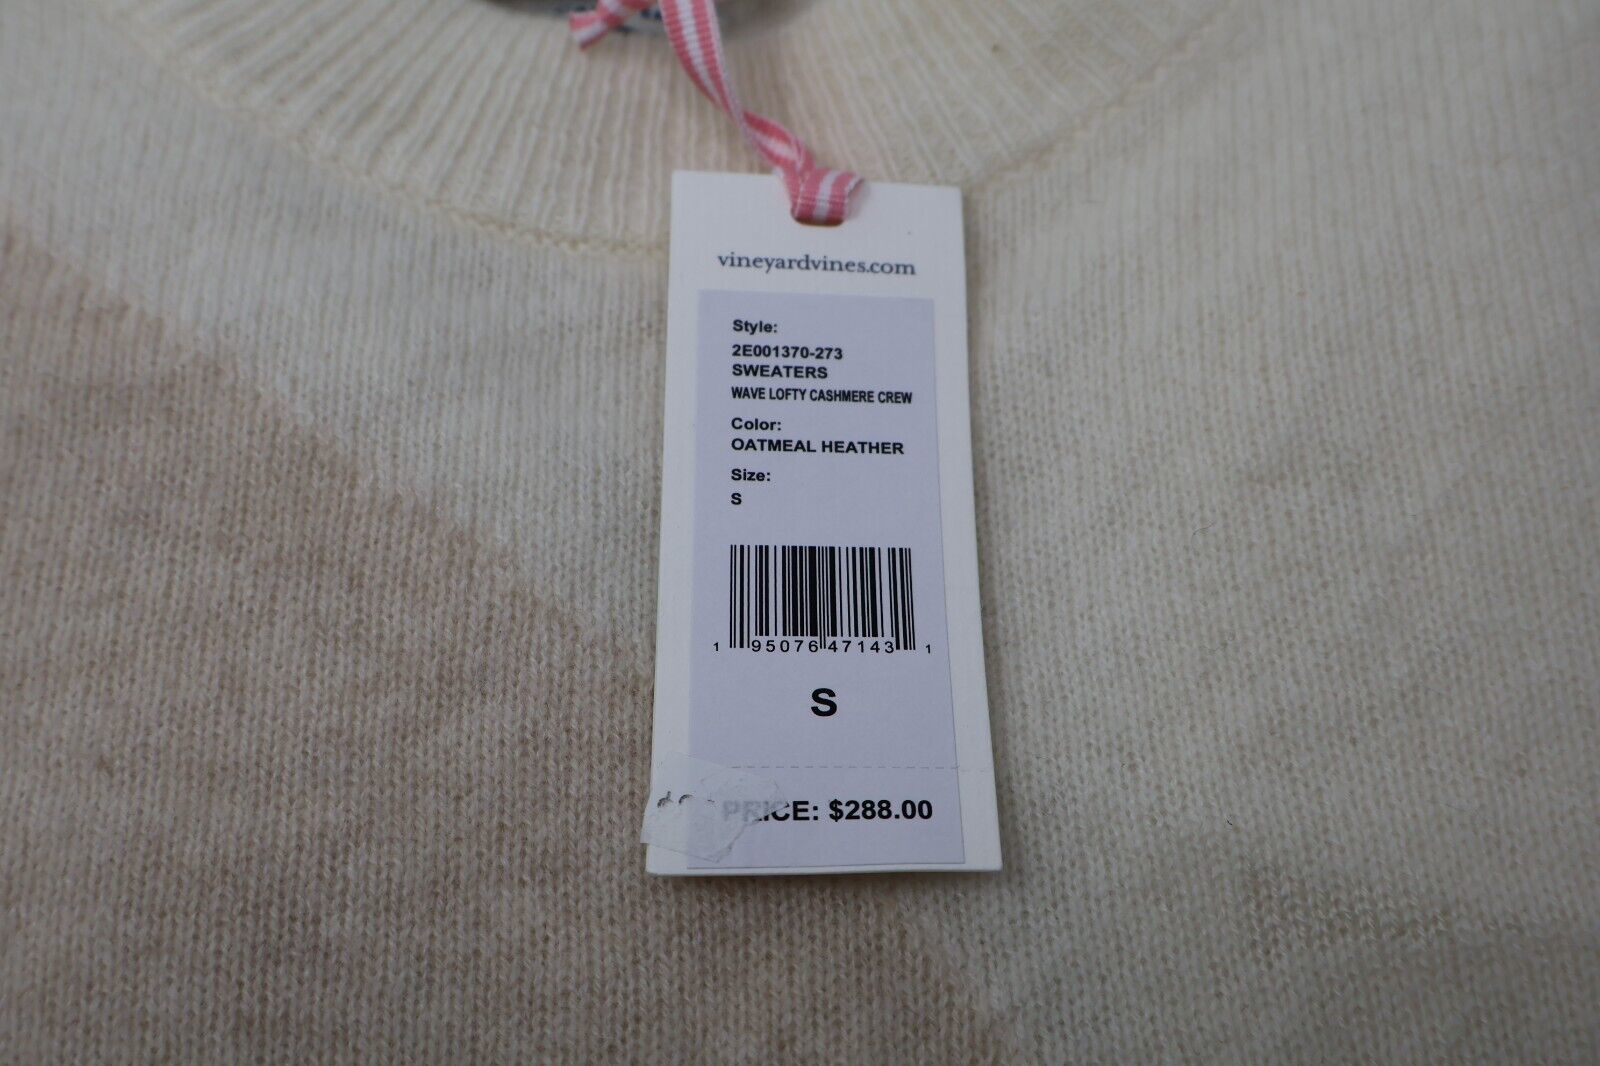 vineyardvines.com
Style:
2E001370-273
SWEATERS
WAVE LOFTY CASHMERE CREW
Color:
OATMEAL HEATHER
Size:
S
1 95076 47143 1
S
PRICE: $288.00